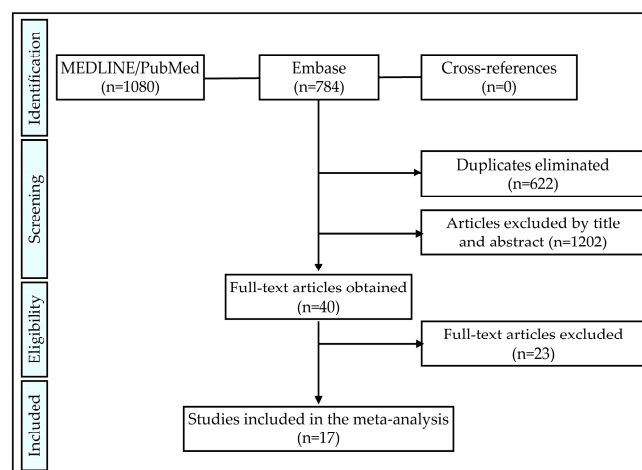 Identification
MEDLINE/PubMed
(n=1080)
Embase
(n=784)
Cross-references
(n=0)
Screening
Duplicates eliminated
(n=622)
Articles excluded by title
and abstract (n=1202)
Eligibility
Full-text articles obtained
(n=40)
Full-text articles excluded
(n=23)
Included
Studies included in the meta-analysis
(n=17)